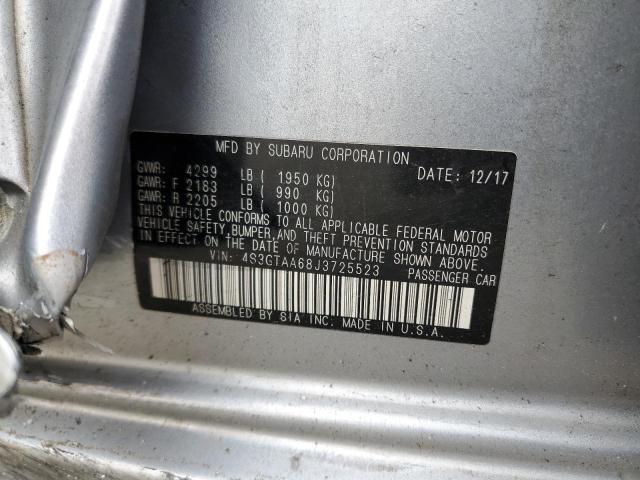 MFD BY SUBARU CORPORATION DATE: 12/17
GVWR: 4299 LB ( 1950 KG)
GAWR: F 2183 LB ( 990 KG)
GAWR: R 2205 LB ( 1000 KG)
THIS VEHICLE CONFORMS TO ALL APPLICABLE FEDERAL MOTOR
VEHICLE SAFETY,BUMPER,AND THEFT PREVENTION STANDARDS
IN EFFECT ON THE DATE OF MANUFACTURE SHOWN ABOVE.
VIN: 4S3GTAA68J3725523 PASSENGER CAR
ASSEMBLED BY SIA INC. MADE IN U.S.A.